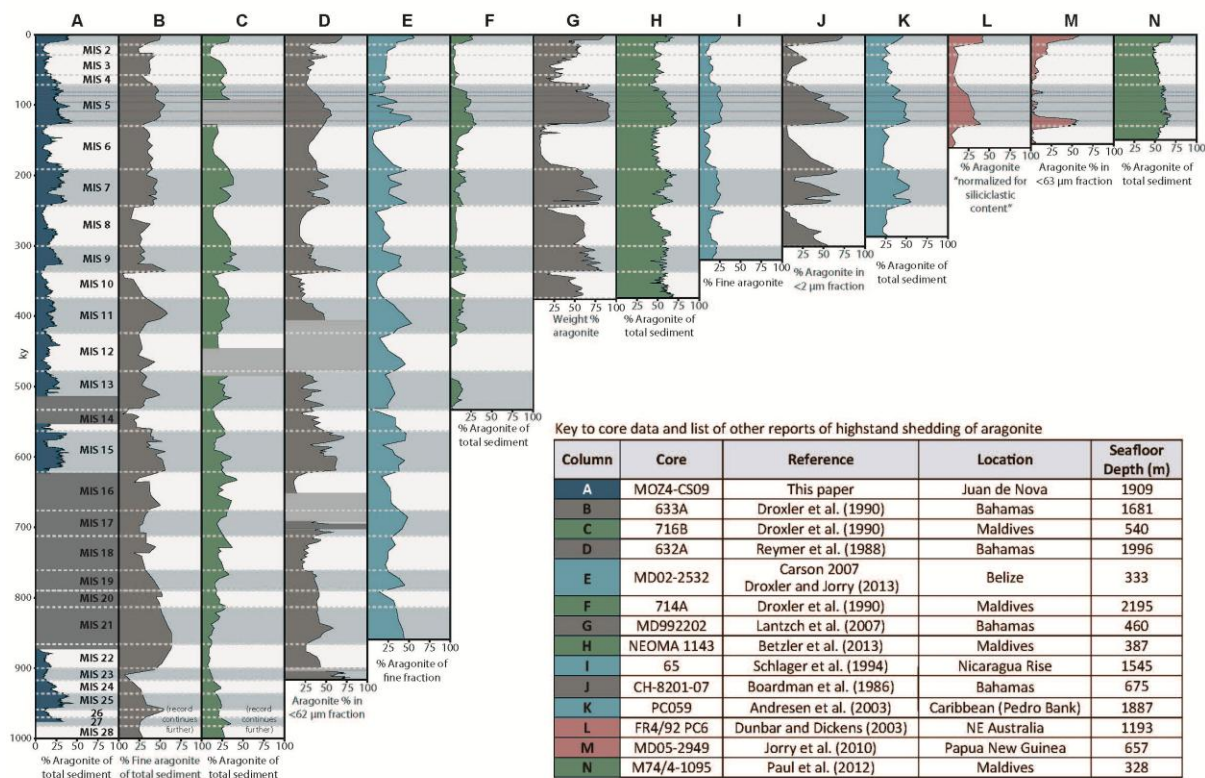 A B C D E F G H I J K L M N
0
100
200
300
400
ky
500
600
700
800
900
1000
MIS 2
MIS 3
MIS 4
MIS 5
MIS 6
MIS 7
MIS 8
MIS 9
MIS 10
MIS 11
MIS 12
MIS 13
MIS 14
MIS 15
MIS 16
MIS 17
MIS 18
MIS 19
MIS 20
MIS 21
MIS 22
MIS 23
MIS 24
MIS 25
26
27
MIS 28
0 25 50 75 100
% Aragonite of
total sediment
(record
continues
further)
25 50 75 100
% Fine aragonite
of total sediment
(record
continues
further)
25 50 75 100
% Aragonite of
total sediment
25 50 75 100
Aragonite % in
<62 μm fraction
25 50 75 100
% Aragonite of
fine fraction
25 50 75 100
% Aragonite of
total sediment
25 50 75 100
Weight %
aragonite
25 50 75 100
% Aragonite of
total sediment
25 50 75 100
% Fine aragonite
25 50 75 100
% Aragonite in
<2 μm fraction
25 50 75 100
% Aragonite of
total sediment
25 50 75 100
% Aragonite
"normalized for
siliciclastic
content"
25 50 75 100
Aragonite % in
<63 μm fraction
25 50 75 100
% Aragonite of
total sediment
Key to core data and list of other reports of highstand shedding of aragonite
Column Core Reference Location Seafloor Depth (m)
A MOZ4-CS09 This paper Juan de Nova 1909
B 633A Droxler et al. (1990) Bahamas 1681
C 716B Droxler et al. (1990) Maldives 540
D 632A Reymer et al. (1988) Bahamas 1996
E MD02-2532 Carson 2007 Droxler and Jorry (2013) Belize 333
F 714A Droxler et al. (1990) Maldives 2195
G MD992202 Lantzch et al. (2007) Bahamas 460
H NEOMA 1143 Betzler et al. (2013) Maldives 387
I 65 Schlager et al. (1994) Nicaragua Rise 1545
J CH-8201-07 Boardman et al. (1986) Bahamas 675
K PC059 Andresen et al. (2003) Caribbean (Pedro Bank) 1887
L FR4/92 PC6 Dunbar and Dickens (2003) NE Australia 1193
M MD05-2949 Jorry et al. (2010) Papua New Guinea 657
N M74/4-1095 Paul et al. (2012) Maldives 328